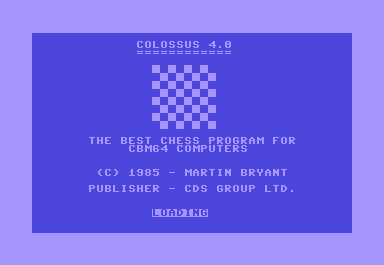 COLOSSUS 4.0
============
THE BEST CHESS PROGRAM FOR
CBM64 COMPUTERS
(C) 1985 - MARTIN BRYANT
PUBLISHER - CDS GROUP LTD.
LOADING